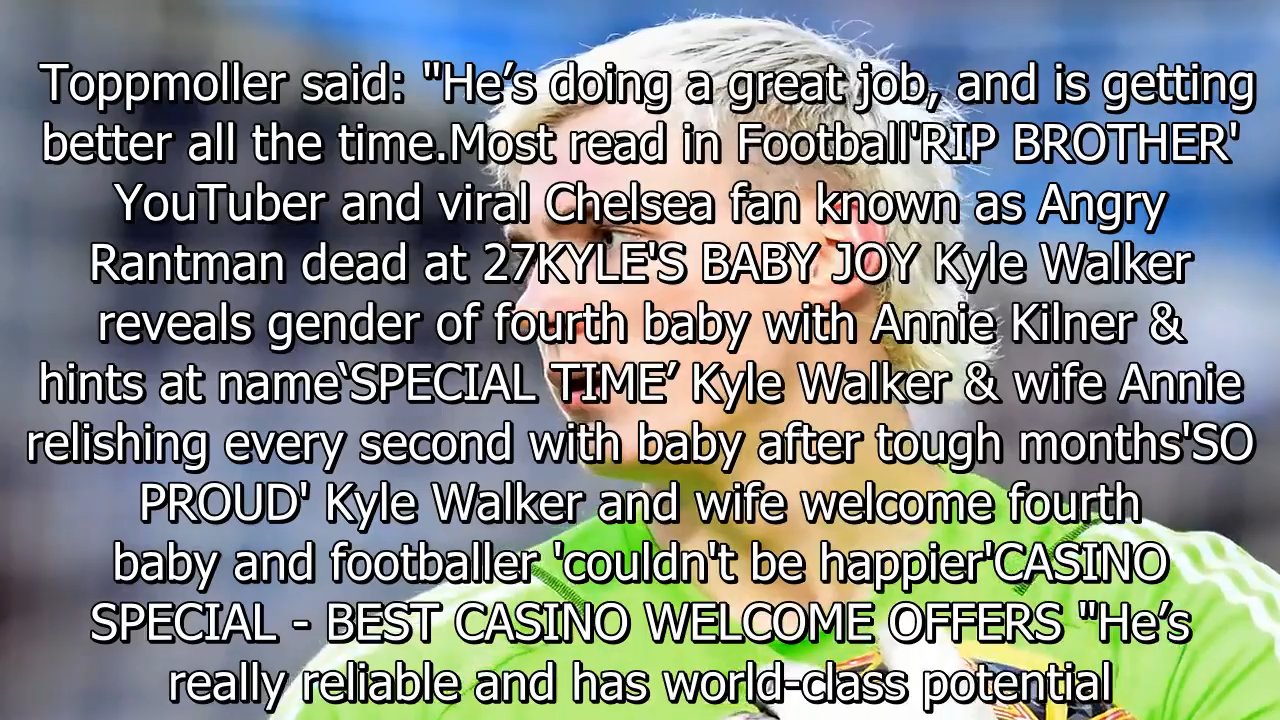 Toppmoller said: "He’s doing a great job, and is getting
better all the time.Most read in Football'RIP BROTHER'
YouTuber and viral Chelsea fan known as Angry
Rantman dead at 27KYLE'S BABY JOY Kyle Walker
reveals gender of fourth baby with Annie Kilner &
hints at name‘SPECIAL TIME’ Kyle Walker & wife Annie
relishing every second with baby after tough months'SO
PROUD' Kyle Walker and wife welcome fourth
baby and footballer 'couldn't be happier'CASINO
SPECIAL - BEST CASINO WELCOME OFFERS "He’s
really reliable and has world-class potential